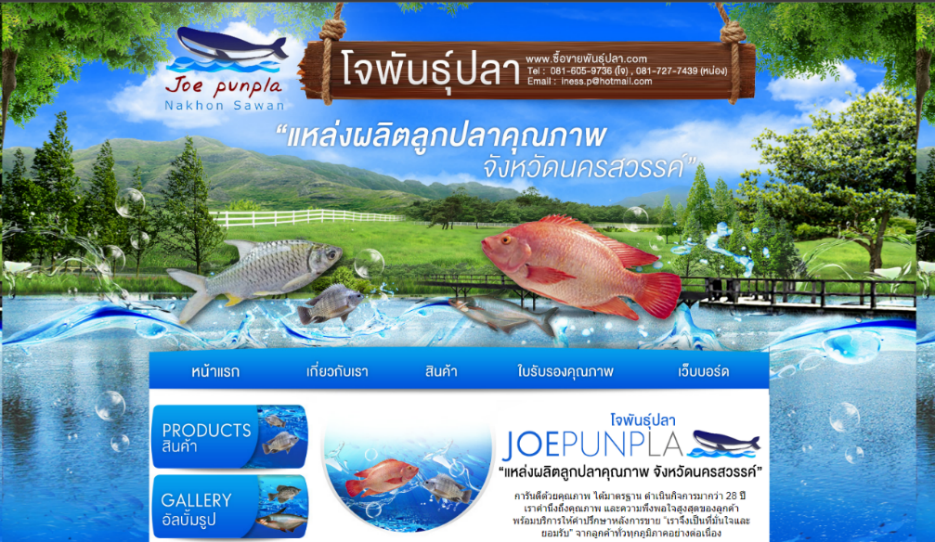 Joe punpla
Nakhon Sawan
โจพันธุ์ปลา
www.ซื้อขายพันธุ์ปลา.com
Tel : 081-605-9736 (โจ) , 081-727-7439 (หน่อง)
Email : iness.p@hotmail.com
“แหล่งผลิตลูกปลาคุณภาพ
จังหวัดนครสวรรค์”
หน้าแรก เกี่ยวกับเรา สินค้า ใบรับรองคุณภาพ เว็บบอร์ด
PRODUCTS
สินค้า
GALLERY
อัลบั้มรูป
โจพันธุ์ปลา
JOEPUNPLA
“แหล่งผลิตลูกปลาคุณภาพ จังหวัดนครสวรรค์”
การันตีด้วยคุณภาพ ได้มาตรฐาน ดำเนินกิจการมากว่า 28 ปี
เราคำนึงถึงคุณภาพ และความพึงพอใจสูงสุดของลูกค้า
พร้อมบริการให้คำปรึกษาหลังการขาย "เราจึงเป็นที่มั่นใจและ
ยอมรับ" จากลูกค้าทั่วทุกภูมิภาคอย่างต่อเนื่อง